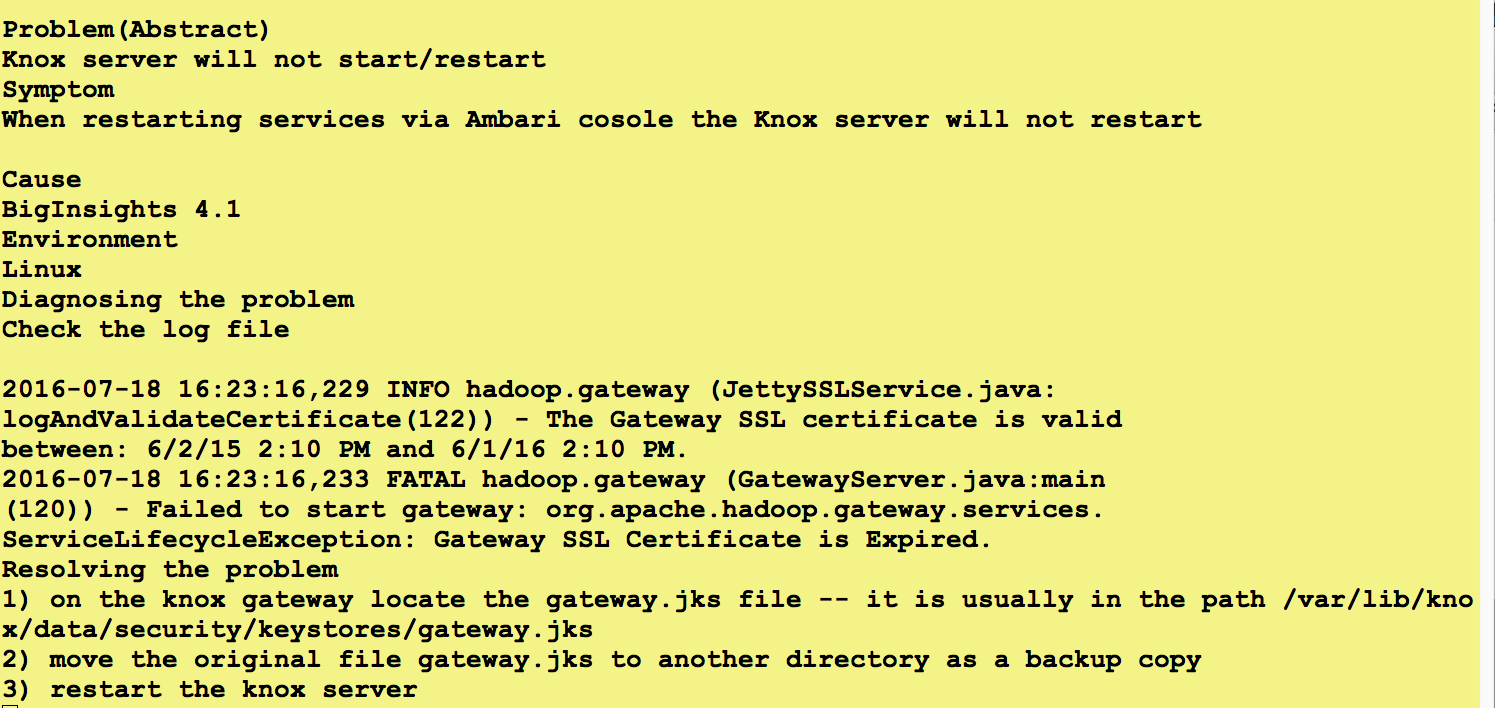 Problem(Abstract)
Knox server will not start/restart
Symptom
When restarting services via Ambari cosole the Knox server will not restart
Cause
BigInsights 4.1
Environment
Linux
Diagnosing the problem
Check the log file
2016-07-18 16:23:16,229 INFO hadoop.gateway (JettySSLService.java:
logAndValidateCertificate(122)) - The Gateway SSL certificate is valid
between: 6/2/15 2:10 PM and 6/1/16 2:10 PM.
2016-07-18 16:23:16,233 FATAL hadoop.gateway (GatewayServer.java:main
(120)) - Failed to start gateway: org.apache.hadoop.gateway.services.
ServiceLifecycleException: Gateway SSL Certificate is Expired.
Resolving the problem
1) on the knox gateway locate the gateway.jks file -- it is usually in the path /var/lib/kno
x/data/security/keystores/gateway.jks
2) move the original file gateway.jks to another directory as a backup copy
3) restart the knox server